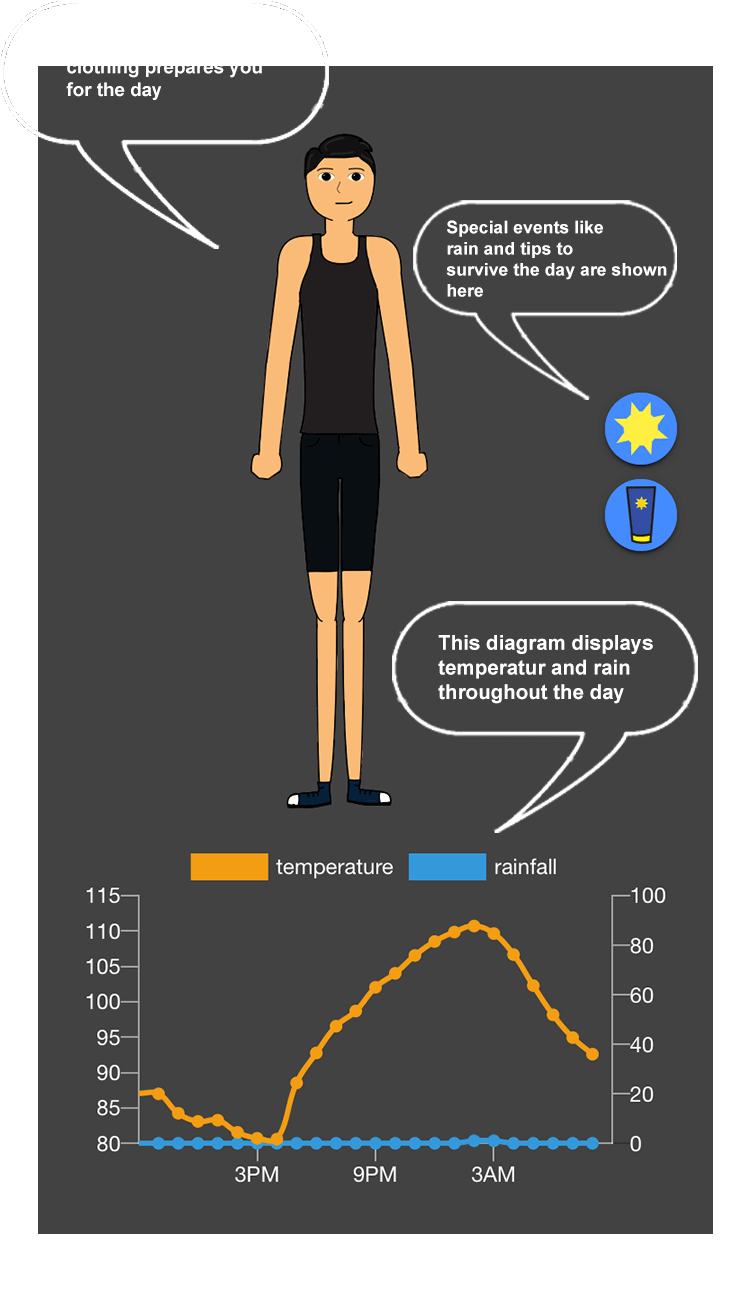 clothing prepares you
for the day
Special events like
rain and tips to
survive the day are shown
here
This diagram displays
temperatur and rain
throughout the day
temperature rainfall
115 100
110
105 80
100 60
95
90 40
85 20
80 0
3PM 9PM 3AM